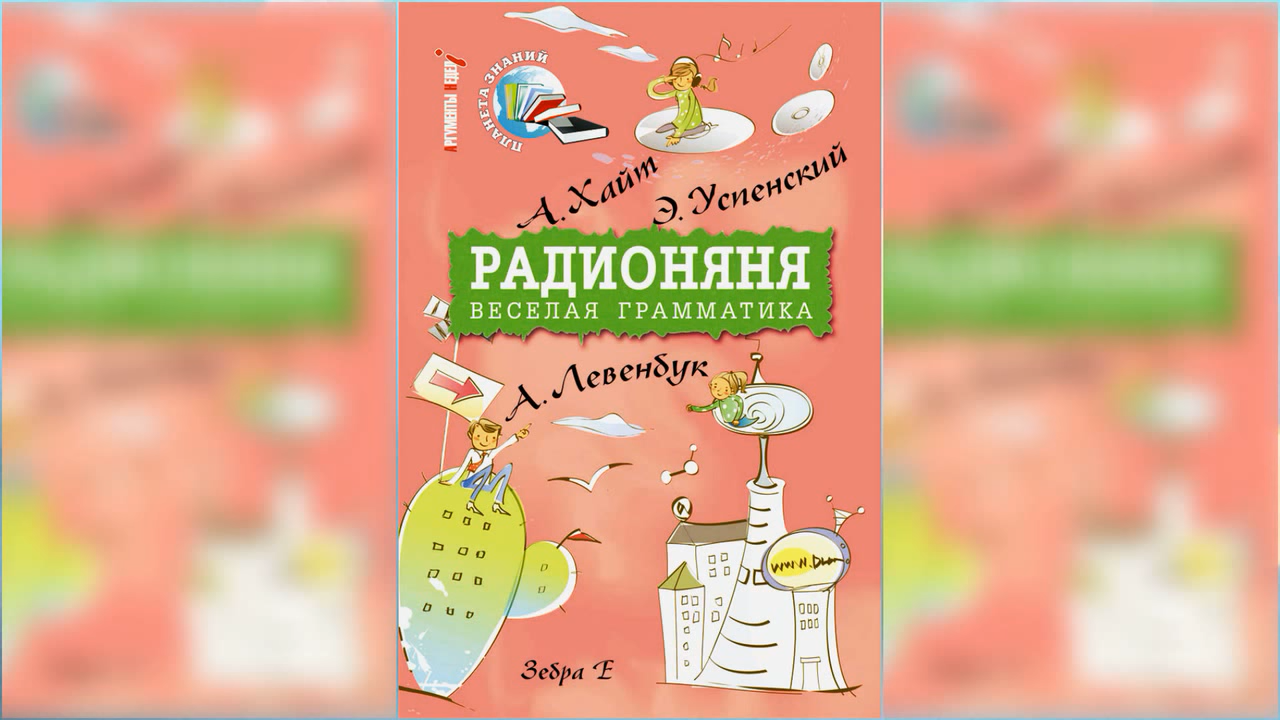 АРГУМЕНТЫ НЕДЕЛИ
ПЛАНЕТА ЗНАНИЙ
А. Хайт
Э. Успенский
РАДИОНЯНЯ
ВЕСЕЛАЯ ГРАММАТИКА
А. Левенбук
Зебра Е